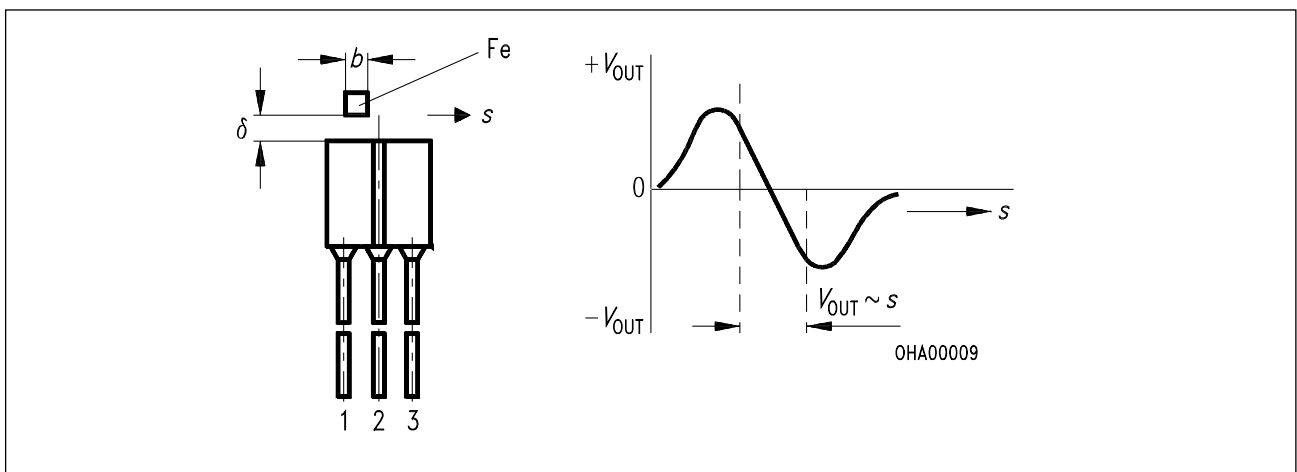 b
Fe
δ
s
1 2 3
+VOUT
0
s
VOUT ~ s
−VOUT
OHA00009